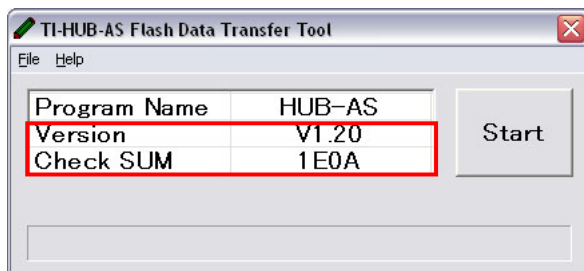 TI-HUB-AS Flash Data Transfer Tool
File Help
Program Name HUB-AS
Version V1.20
Check SUM 1E0A
Start